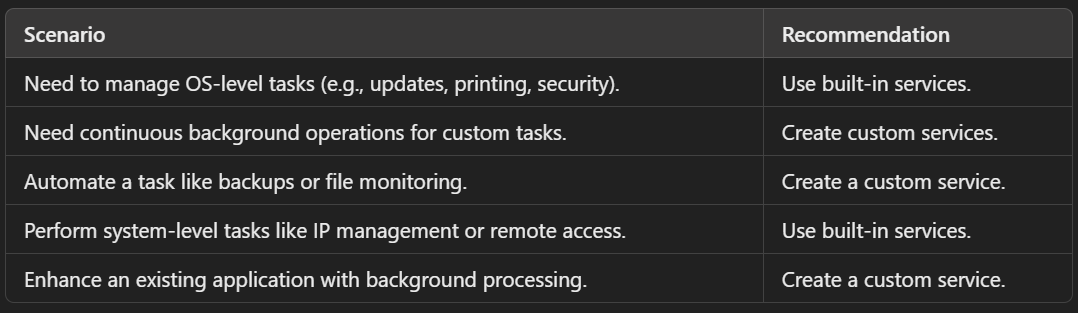 Scenario Recommendation
Need to manage OS-level tasks (e.g., updates, printing, security). Use built-in services.
Need continuous background operations for custom tasks. Create custom services.
Automate a task like backups or file monitoring. Create a custom service.
Perform system-level tasks like IP management or remote access. Use built-in services.
Enhance an existing application with background processing. Create a custom service.